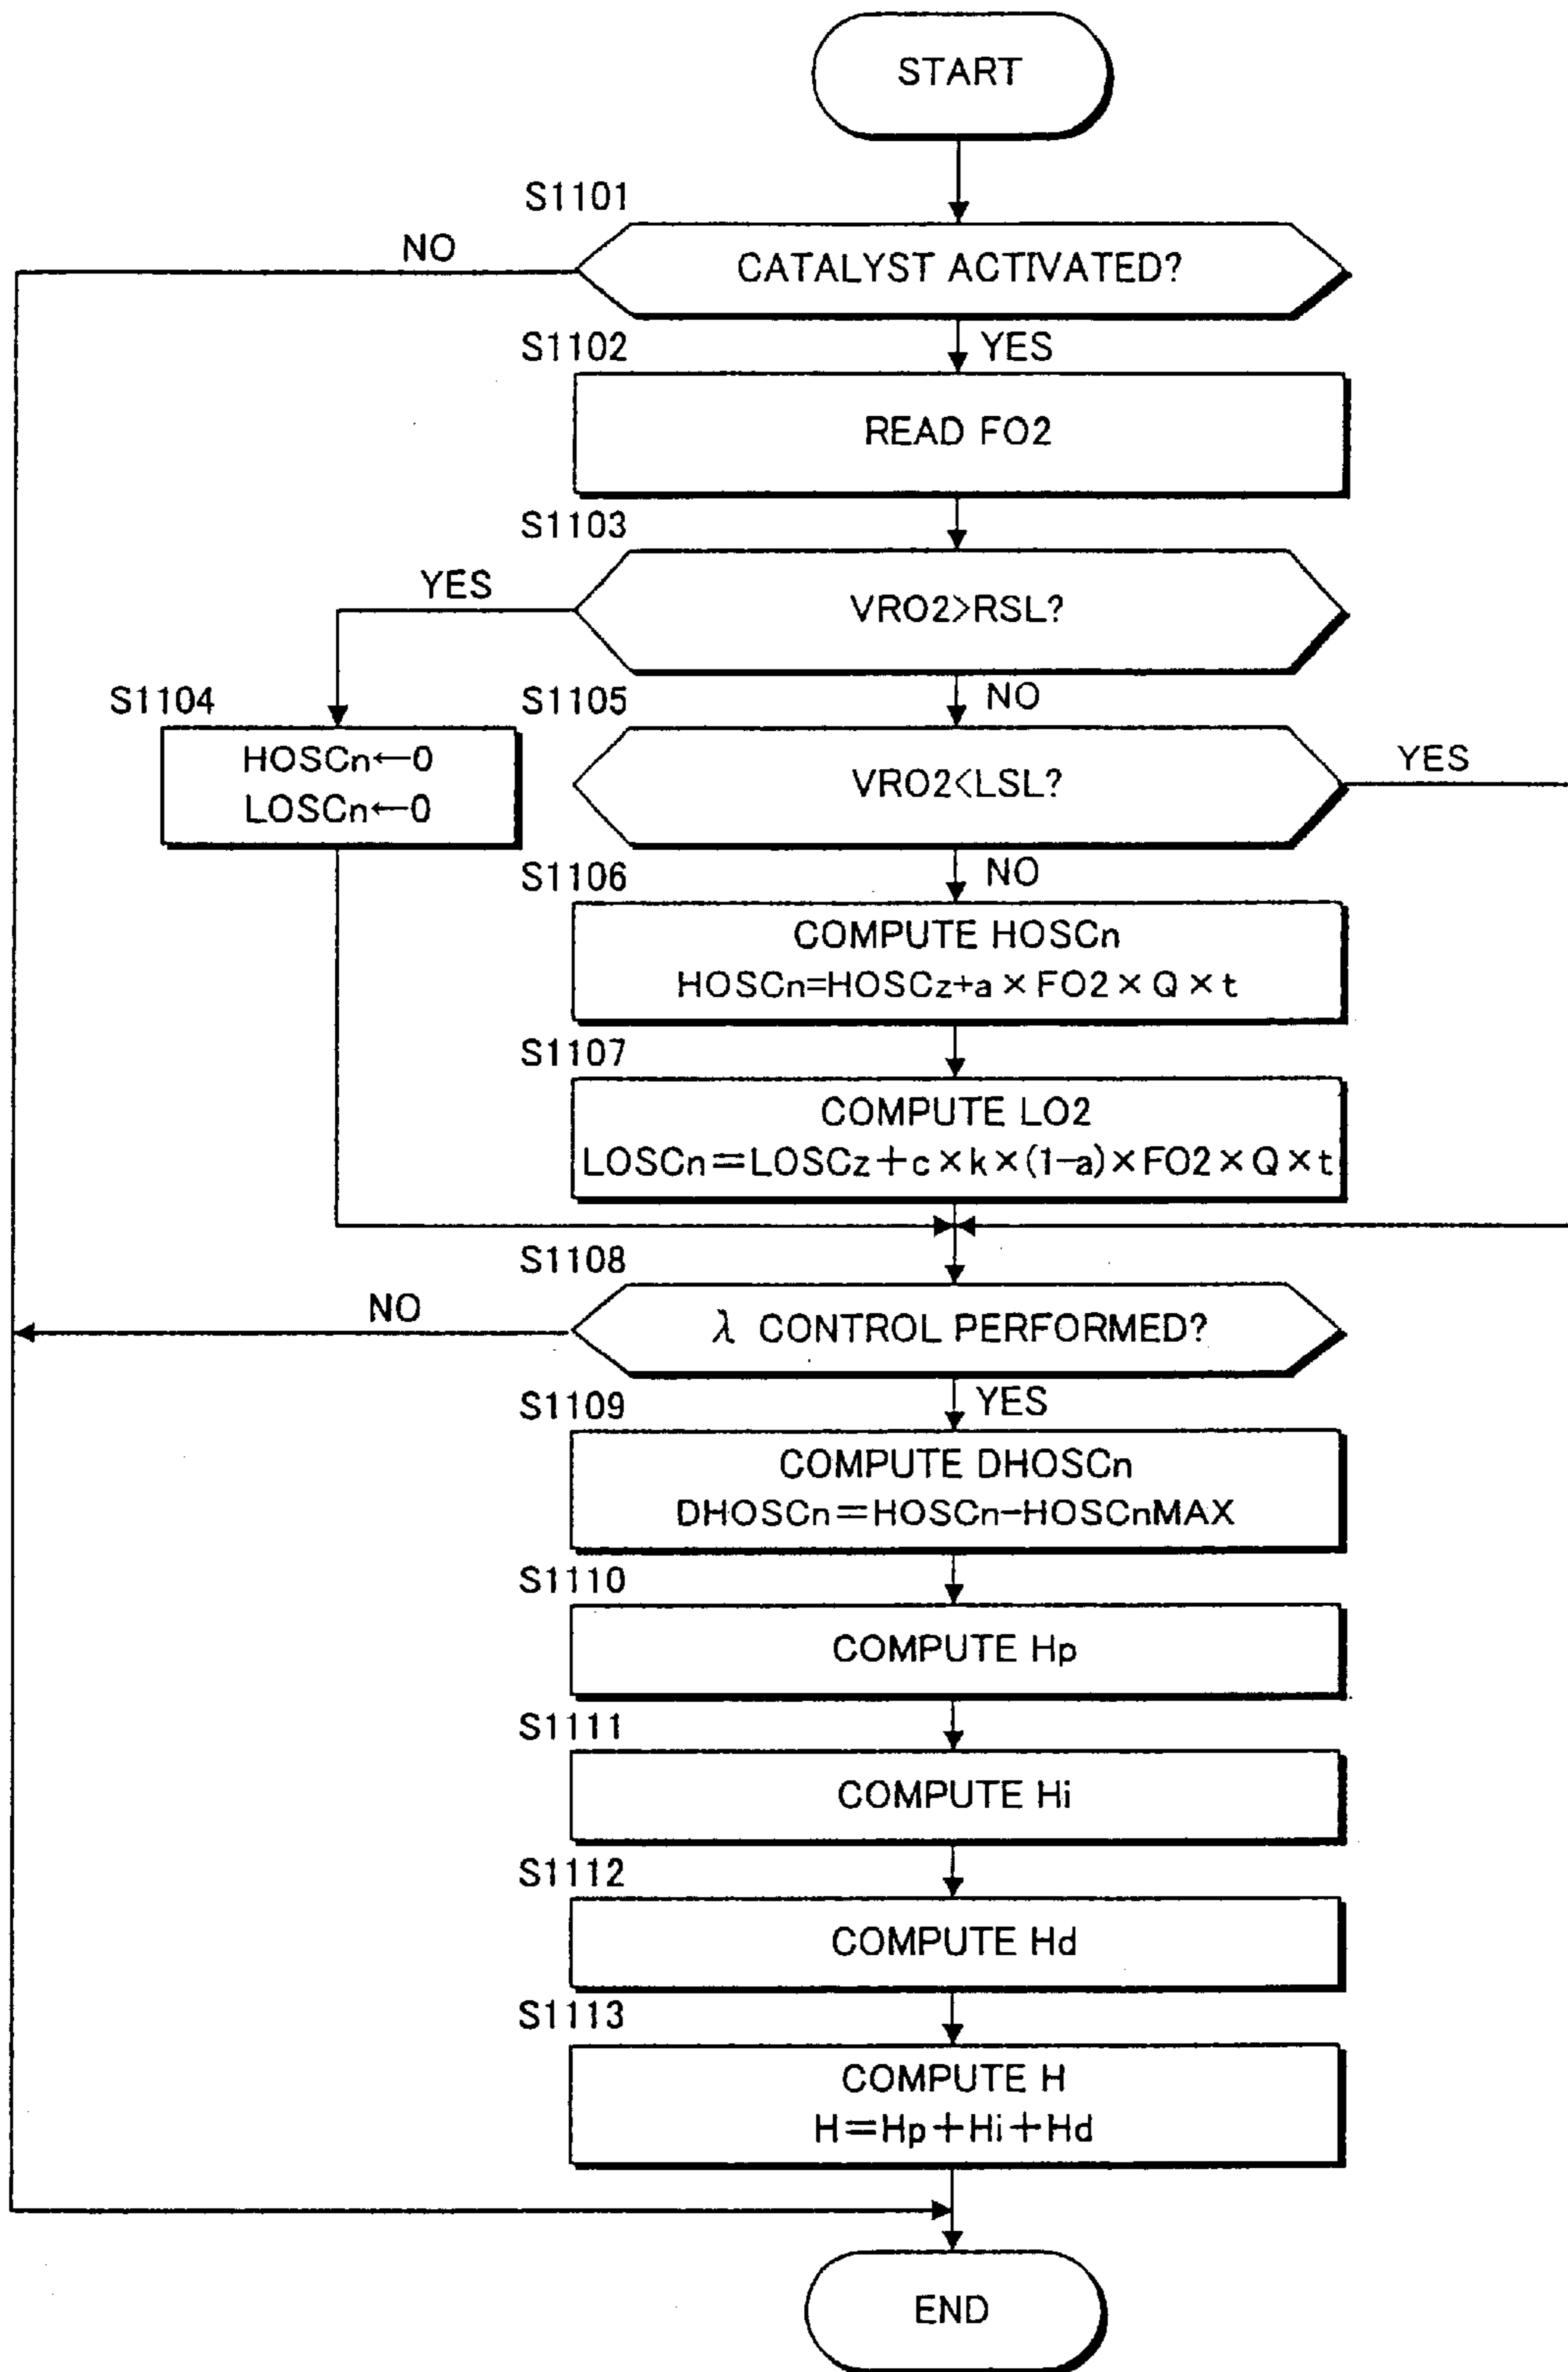 START
S1101
NO
CATALYST ACTIVATED?
S1102
YES
READ FO2
S1103
YES
VRO2>RSL?
S1104
S1105
NO
HOSCn←0
LOSCn←0
VRO2<LSL?
YES
S1106
NO
COMPUTE HOSCn
HOSCn=HOSCz+a×FO2×Q×t
S1107
COMPUTE LO2
LOSCn=LOSCz+c×k×(1-a)×FO2×Q×t
S1108
NO
λ CONTROL PERFORMED?
S1109
YES
COMPUTE DHOSCn
DHOSCn=HOSCn-HOSCnMAX
S1110
COMPUTE Hp
S1111
COMPUTE Hi
S1112
COMPUTE Hd
S1113
COMPUTE H
H=Hp+Hi+Hd
END